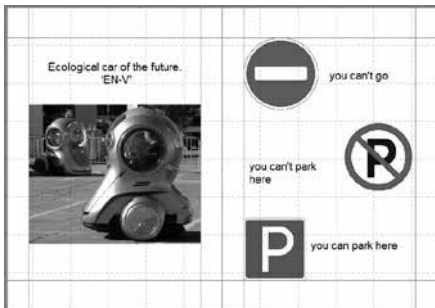 Ecological car of the future.
'EN-V'
you can't go
you can't park
here
P
P
you can park here